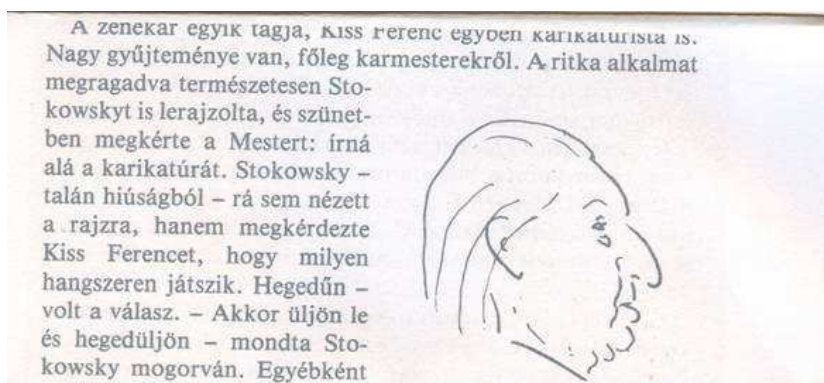 A zenekar egyik tagja, Kiss Ferenc egyben karikaturista is.
Nagy gyűjteménye van, főleg karmesterekről. A ritka alkalmat
megragadva természetesen Sto-
kowskyt is lerajzolta, és szünet-
ben megkérte a Mestert: írná
alá a karikatúrát. Stokowsky –
talán hiúságból – rá sem nézett
a rajzra, hanem megkérdezte
Kiss Ferencet, hogy milyen
hangszeren játszik. Hegedűn –
volt a válasz. – Akkor üljön le
és hegedüljön – mondta Sto-
kowsky mogorván. Egyébként